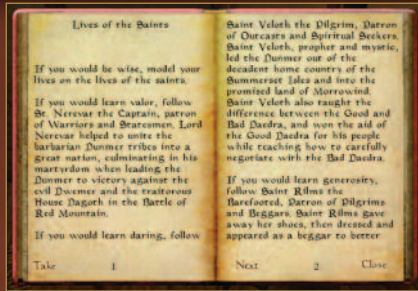 Lives of the Saints
If you would be wise, model your
lives on the lives of the saints.
If you would learn valor, follow
St. Nerevar the Captain, patron
of Warriors and Statesmen. Lord
Nerevar helped to unite the
barbarian Dunmer tribes into a
great nation, culminating in his
martyrdom when leading the
Dunmer to victory against the
evil Dwemer and the traitorous
House Dagoth in the Battle of
Red Mountain.
If you would learn daring, follow
Take
1
Saint Veloth the Pilgrim, Patron
of Outcasts and Spiritual Seekers.
Saint Veloth, prophet and mystic,
led the Dunmer out of the
decadent home country of the
Summerset Isles and into the
promised land of Morrowind.
Saint Veloth also taught the
difference between the Good and
Bad Daedra, and won the aid of
the Good Daedra for his people
while teaching how to carefully
negotiate with the Bad Daedra.
If you would learn generosity,
follow Saint Rilms the
Barefooted, Patron of Pilgrims
and Beggars. Saint Rilms gave
away her shoes, then dressed and
appeared as a beggar to better
Next
2
Close